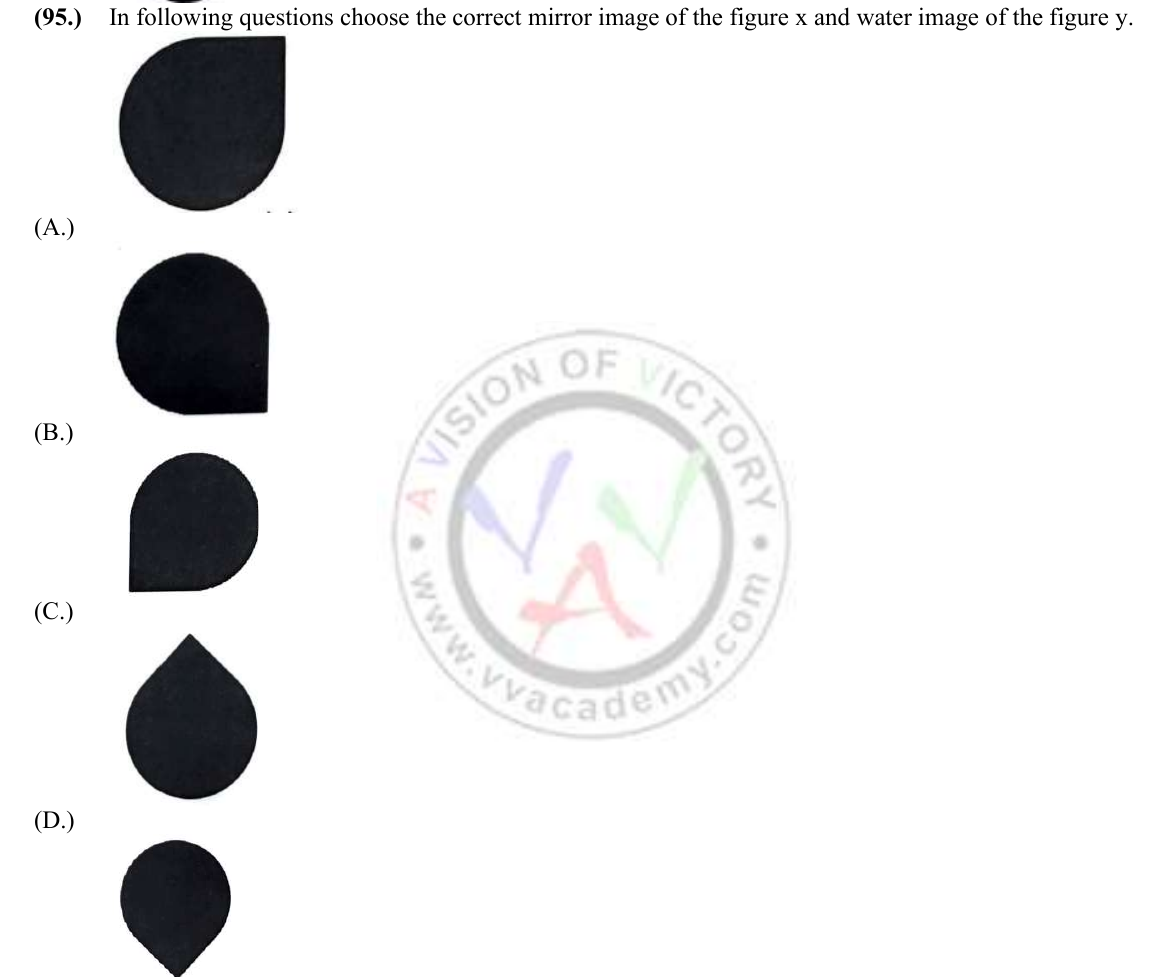 (95.) In following questions choose the correct mirror image of the figure x and water image of the figure y.
(A.)
(B.)
A VISION OF VICTORY
• www.vvacademy.com •
VVA
(C.)
(D.)